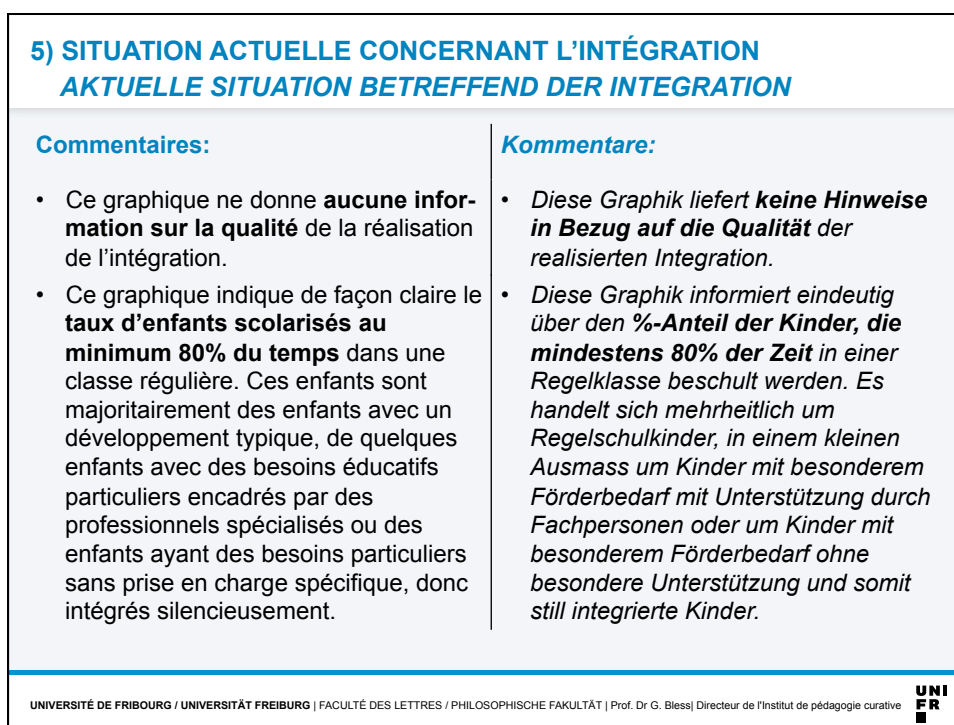 5) SITUATION ACTUELLE CONCERNANT L'INTÉGRATION
AKTUELLE SITUATION BETREFFEND DER INTEGRATION
Commentaires:
• Ce graphique ne donne aucune infor-
mation sur la qualité de la réalisation
de l'intégration.
• Ce graphique indique de façon claire le
taux d'enfants scolarisés au
minimum 80% du temps dans une
classe régulière. Ces enfants sont
majoritairement des enfants avec un
développement typique, de quelques
enfants avec des besoins éducatifs
particuliers encadrés par des
professionnels spécialisés ou des
enfants ayant des besoins particuliers
sans prise en charge spécifique, donc
intégrés silencieusement.
Kommentare:
• Diese Graphik liefert keine Hinweise
in Bezug auf die Qualität der
realisierten Integration.
• Diese Graphik informiert eindeutig
über den %-Anteil der Kinder, die
mindestens 80% der Zeit in einer
Regelklasse beschult werden. Es
handelt sich mehrheitlich um
Regelschulkinder, in einem kleinen
Ausmass um Kinder mit besonderem
Förderbedarf mit Unterstützung durch
Fachpersonen oder um Kinder mit
besonderem Förderbedarf ohne
besondere Unterstützung und somit
still integrierte Kinder.
UNIVERSITÉ DE FRIBOURG / UNIVERSITÄT FREIBURG | FACULTÉ DES LETTRES / PHILOSOPHISCHE FAKULTÄT | Prof. Dr G. Bless| Directeur de l'Institut de pédagogie curative
UNI
FR